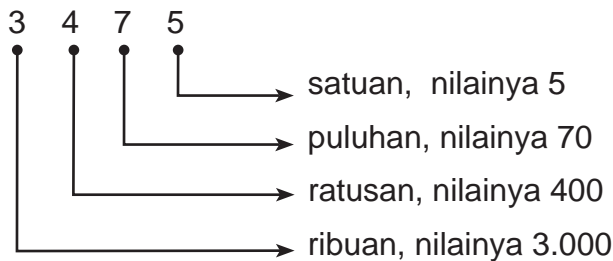 3 4 7 5
satuan, nilainya 5
puluhan, nilainya 70
ratusan, nilainya 400
ribuan, nilainya 3.000